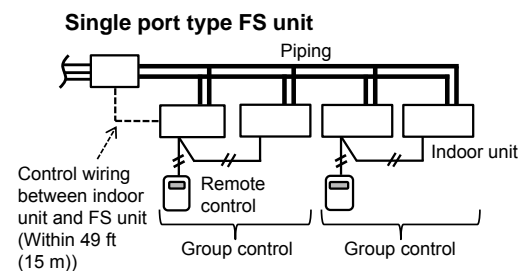 Single port type FS unit
Piping
Indoor unit
Control wiring
between indoor
unit and FS unit
(Within 49 ft
(15 m))
Remote
control
Group control
Group control